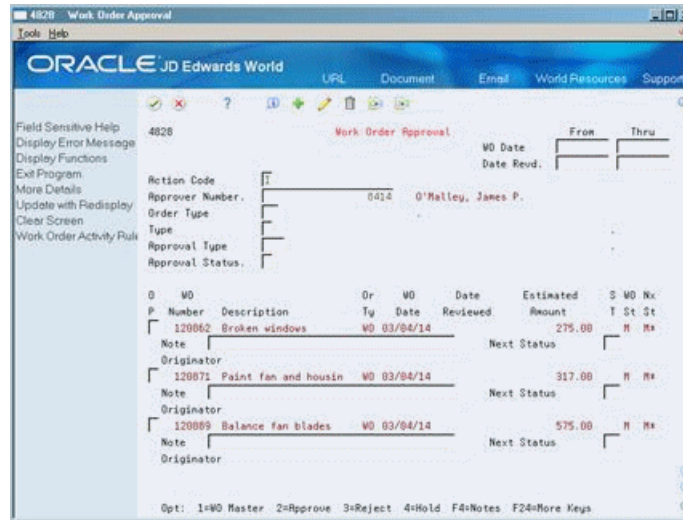 4828 Work Order Approval
Tools Help
ORACLE JD Edwards World
URL Document Email World Resources Support
Field Sensitive Help
Display Error Message
Display Functions
Exit Program
More Details
Update with Redisplay
Clear Screen
Work Order Activity Rule
4828 Work Order Approval From Thru
WO Date
Date Revd.
Action Code I
Approver Number. 8414 O'Malley, James P.
Order Type .
Type .
Approval Type .
Approval Status.
O WO Or WO Date Estimated S WO Nx
P Number Description Ty Date Reviewed Amount T St St
120862 Broken windows WO 03/04/14 275.00 M M*
Note Next Status
Originator
120871 Paint fan and housin WO 03/04/14 317.00 M M*
Note Next Status
Originator
120889 Balance fan blades WO 03/04/14 575.00 M M*
Note Next Status
Originator
Opt: 1=WO Master 2=Approve 3=Reject 4=Hold F4=Notes F24=More Keys